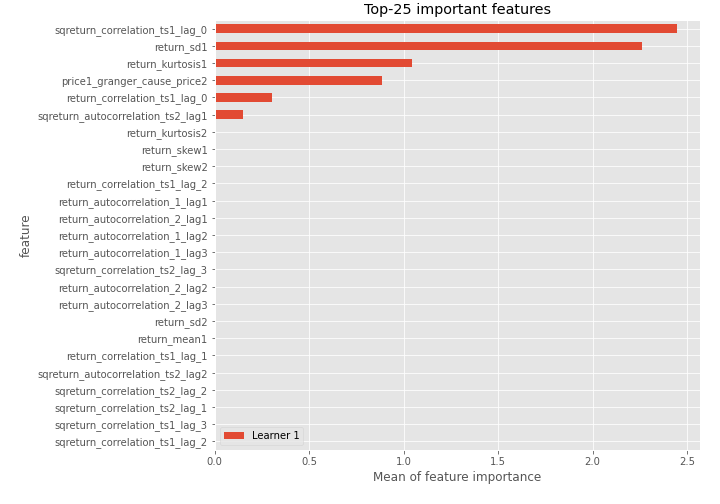 Top-25 important features
sqreturn_correlation_ts1_lag_0
return_sd1
return_kurtosis1
price1_granger_cause_price2
return_correlation_ts1_lag_0
sqreturn_autocorrelation_ts2_lag1
return_kurtosis2
return_skew1
return_skew2
return_correlation_ts1_lag_2
return_autocorrelation_1_lag1
return_autocorrelation_2_lag1
return_autocorrelation_1_lag2
return_autocorrelation_1_lag3
sqreturn_correlation_ts2_lag_3
return_autocorrelation_2_lag2
return_autocorrelation_2_lag3
return_sd2
return_mean1
return_correlation_ts1_lag_1
sqreturn_autocorrelation_ts2_lag2
sqreturn_correlation_ts2_lag_2
sqreturn_correlation_ts2_lag_1
sqreturn_correlation_ts1_lag_3
sqreturn_correlation_ts1_lag_2
feature
Learner 1
0.0 0.5 1.0 1.5 2.0 2.5
Mean of feature importance